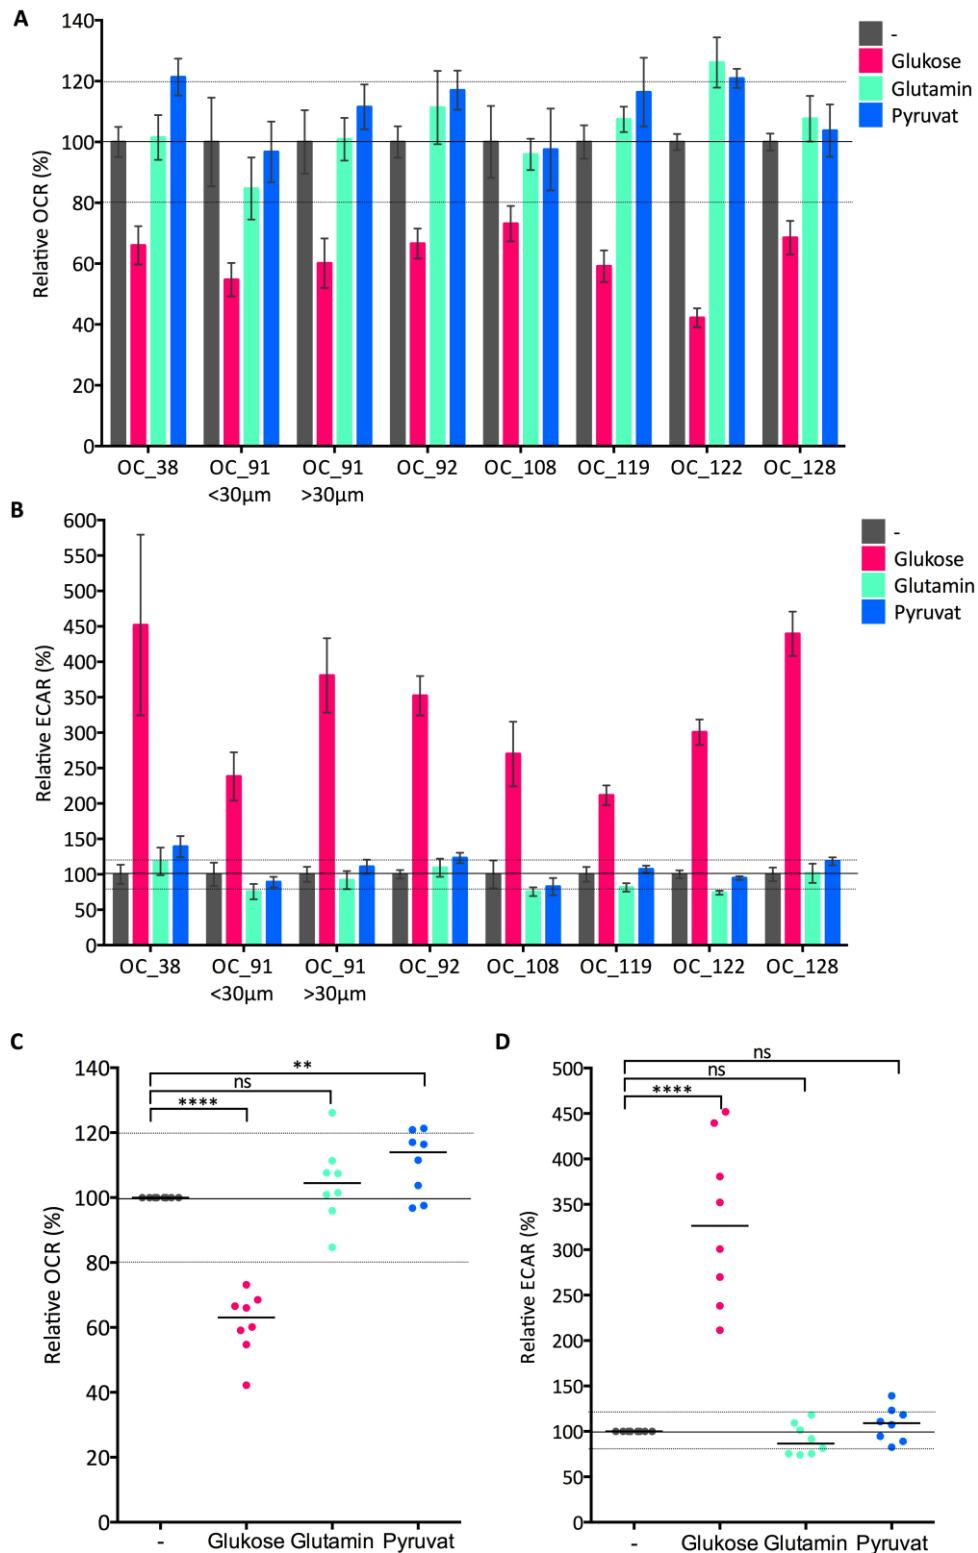 A
Relative OCR (%)
140
120
100
80
60
40
20
0
-
Glukose
Glutamin
Pyruvat
OC_38 OC_91 OC_91 OC_92 OC_108 OC_119 OC_122 OC_128
<30µm >30µm
B
Relative ECAR (%)
600
550
500
450
400
350
300
250
200
150
100
50
0
-
Glukose
Glutamin
Pyruvat
OC_38 OC_91 OC_91 OC_92 OC_108 OC_119 OC_122 OC_128
<30µm >30µm
C
Relative OCR (%)
140
120
100
80
60
40
20
0
**
ns
****
- Glukose Glutamin Pyruvat
D
Relative ECAR (%)
500
450
400
350
300
250
200
150
100
50
0
ns
ns
****
- Glukose Glutamin Pyruvat